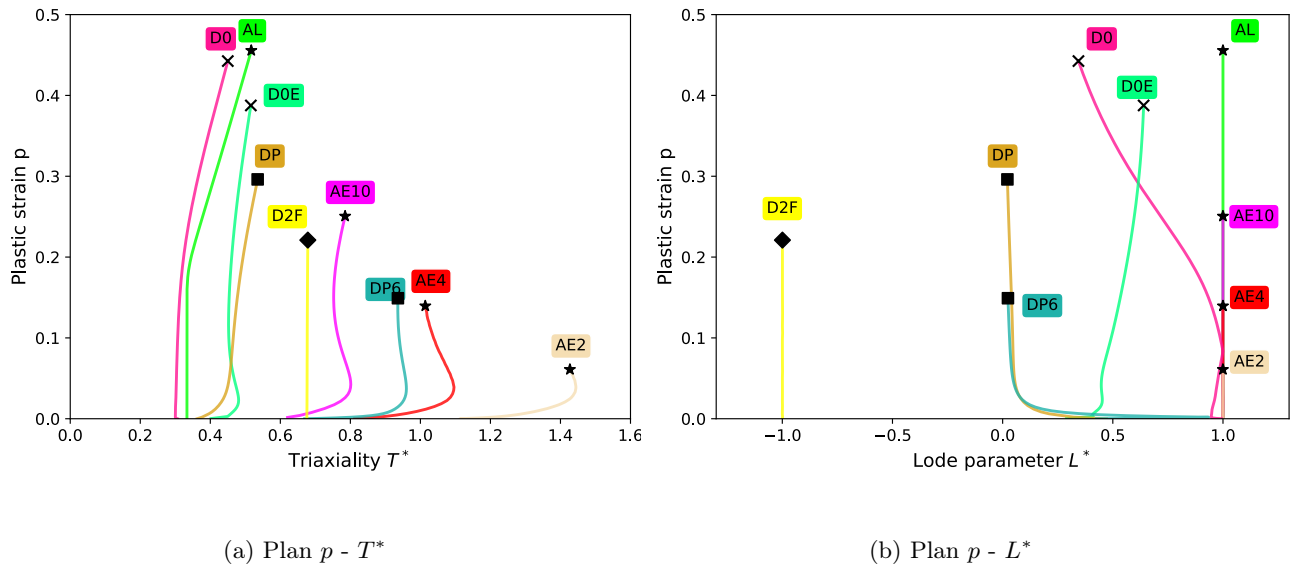 0.5
0.4
0.3
0.2
0.1
0.0
Plastic strain p
D0
AL
D0E
DP
AE10
D2F
DP6
AE4
AE2
0.0 0.2 0.4 0.6 0.8 1.0 1.2 1.4 1.6
Triaxiality T*
(a) Plan p - T*
0.5
0.4
0.3
0.2
0.1
0.0
Plastic strain p
D0
AL
D0E
DP
D2F
AE10
DP6
AE4
AE2
−1.0 −0.5 0.0 0.5 1.0
Lode parameter L*
(b) Plan p - L*